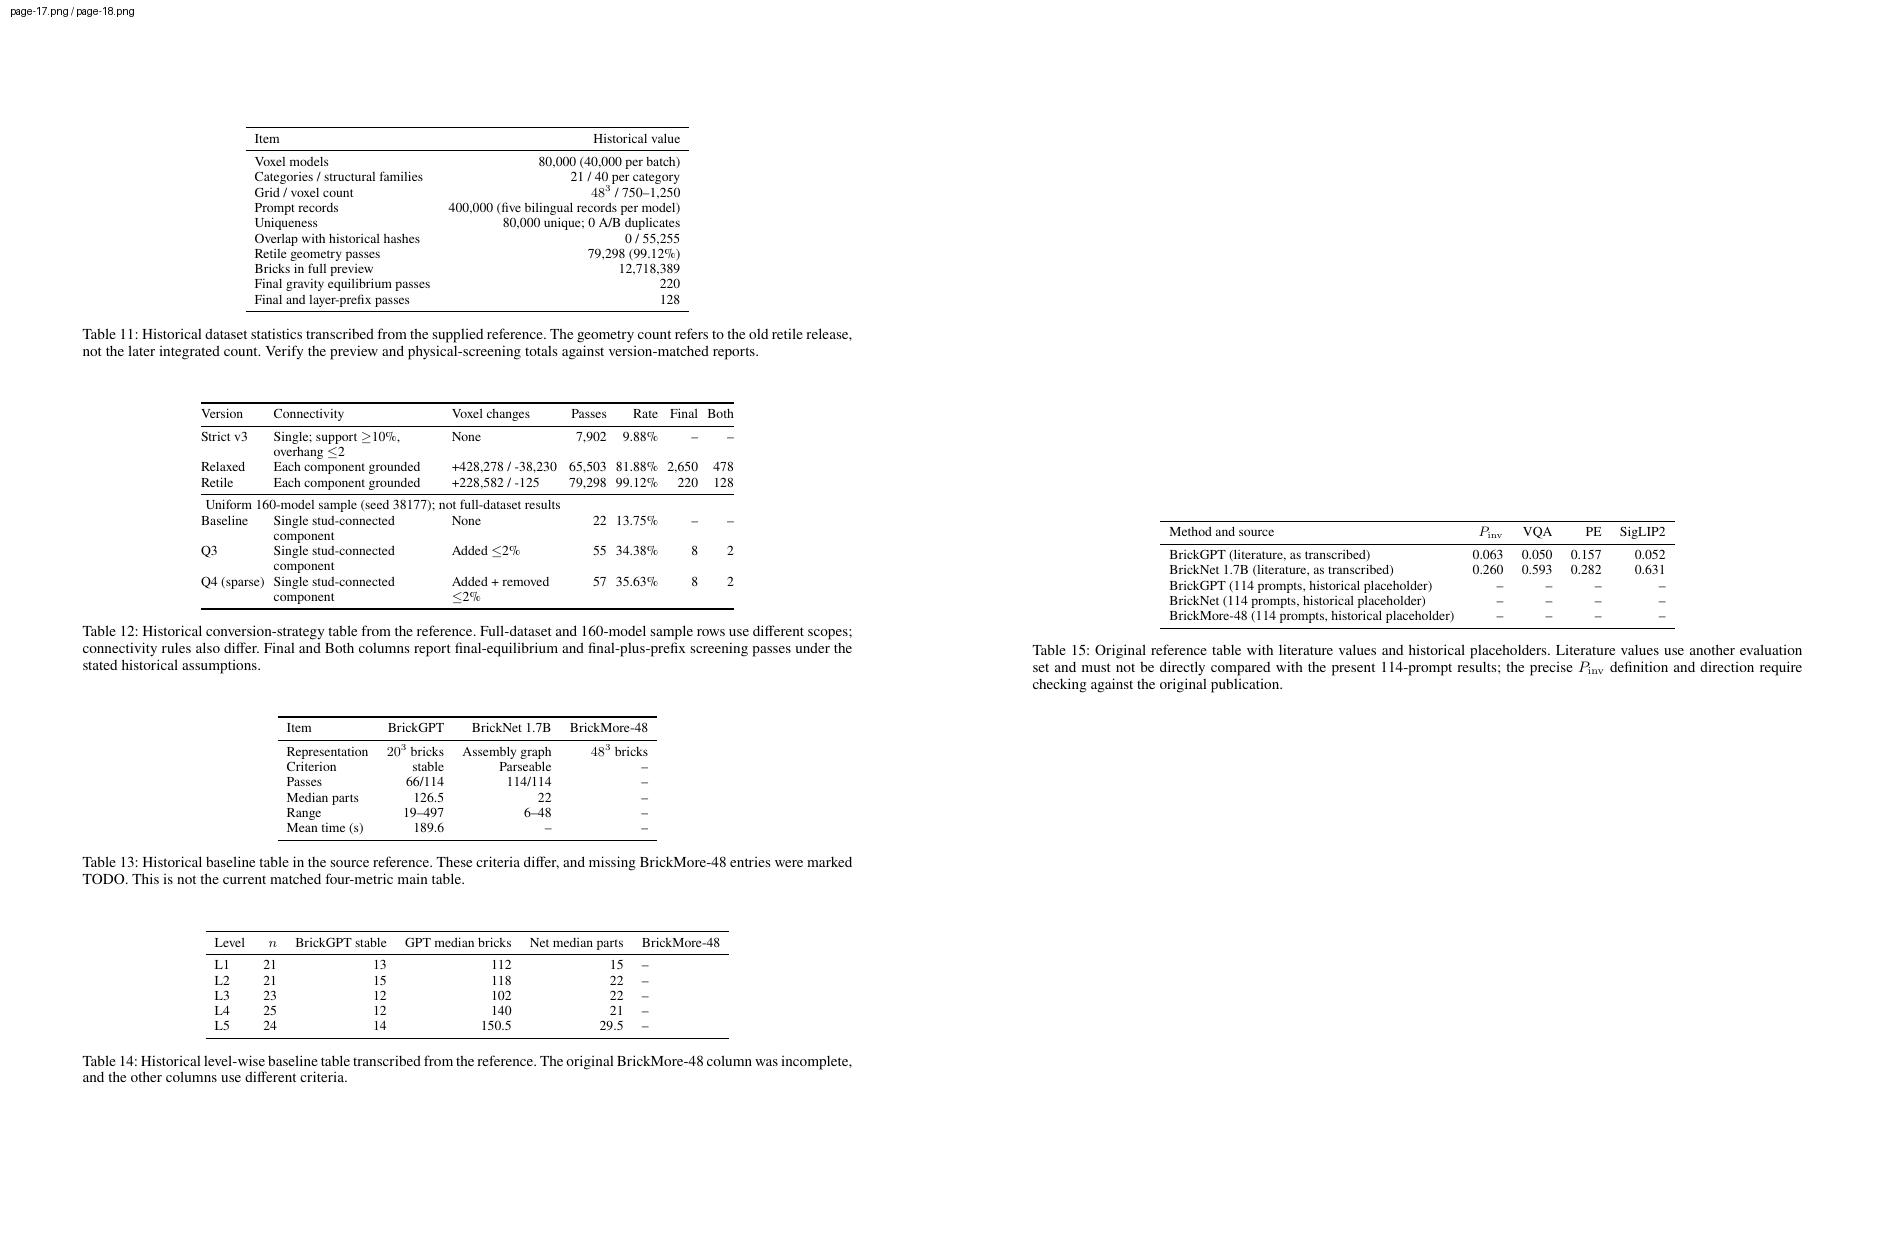 page-17.png / page-18.png
Item Historical value
Voxel models 80,000 (40,000 per batch)
Categories / structural families 21 / 40 per category
Grid / voxel count 48³ / 750–1,250
Prompt records 400,000 (five bilingual records per model)
Uniqueness 80,000 unique; 0 A/B duplicates
Overlap with historical hashes 0 / 55,255
Retile geometry passes 79,298 (99.12%)
Bricks in full preview 12,718,389
Final gravity equilibrium passes 220
Final and layer-prefix passes 128
Table 11: Historical dataset statistics transcribed from the supplied reference. The geometry count refers to the old retile release,
not the later integrated count. Verify the preview and physical-screening totals against version-matched reports.
Version Connectivity Voxel changes Passes Rate Final Both
Strict v3 Single; support ≥10%, None 7,902 9.88% – –
overhang ≤2
Relaxed Each component grounded +428,278 / -38,230 65,503 81.88% 2,650 478
Retile Each component grounded +228,582 / -125 79,298 99.12% 220 128
Uniform 160-model sample (seed 38177); not full-dataset results
Baseline Single stud-connected None 22 13.75% – –
component
Q3 Single stud-connected Added ≤2% 55 34.38% 8 2
component
Q4 (sparse) Single stud-connected Added + removed 57 35.63% 8 2
component ≤2%
Table 12: Historical conversion-strategy table from the reference. Full-dataset and 160-model sample rows use different scopes;
connectivity rules also differ. Final and Both columns report final-equilibrium and final-plus-prefix screening passes under the
stated historical assumptions.
Item BrickGPT BrickNet 1.7B BrickMore-48
Representation 20³ bricks Assembly graph 48³ bricks
Criterion stable Parseable –
Passes 66/114 114/114 –
Median parts 126.5 22 –
Range 19–497 6–48 –
Mean time (s) 189.6 – –
Table 13: Historical baseline table in the source reference. These criteria differ, and missing BrickMore-48 entries were marked
TODO. This is not the current matched four-metric main table.
Level n BrickGPT stable GPT median bricks Net median parts BrickMore-48
L1 21 13 112 15 –
L2 21 15 118 22 –
L3 23 12 102 22 –
L4 25 12 140 21 –
L5 24 14 150.5 29.5 –
Table 14: Historical level-wise baseline table transcribed from the reference. The original BrickMore-48 column was incomplete,
and the other columns use different criteria.
Method and source P_inv VQA PE SigLIP2
BrickGPT (literature, as transcribed) 0.063 0.050 0.157 0.052
BrickNet 1.7B (literature, as transcribed) 0.260 0.593 0.282 0.631
BrickGPT (114 prompts, historical placeholder) – – – –
BrickNet (114 prompts, historical placeholder) – – – –
BrickMore-48 (114 prompts, historical placeholder) – – – –
Table 15: Original reference table with literature values and historical placeholders. Literature values use another evaluation
set and must not be directly compared with the present 114-prompt results; the precise P_inv definition and direction require
checking against the original publication.